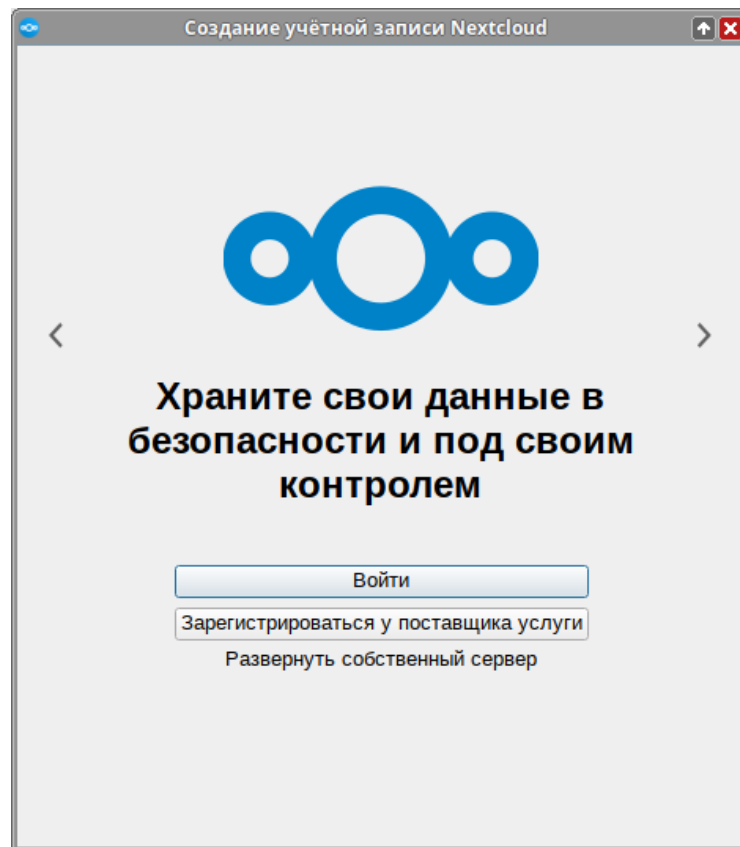 Создание учётной записи Nextcloud
Храните свои данные в
безопасности и под своим
контролем
Войти
Зарегистрироваться у поставщика услуги
Развернуть собственный сервер